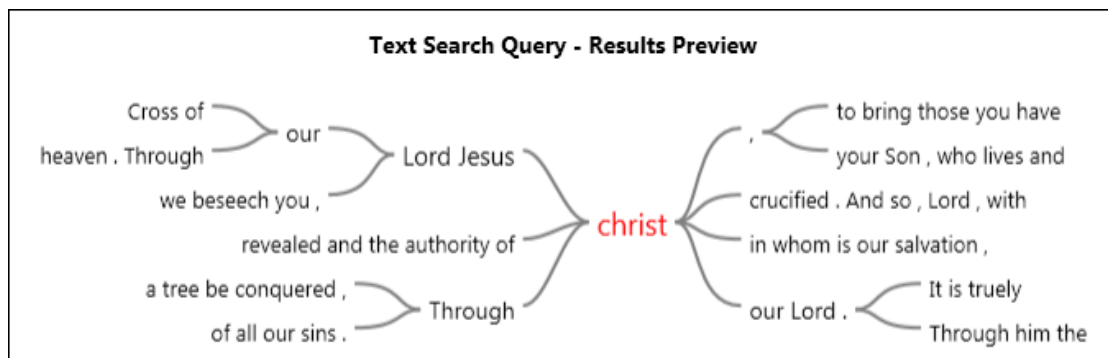 Text Search Query - Results Preview
Cross of
heaven . Through
our
we beseech you ,
Lord Jesus
revealed and the authority of
a tree be conquered ,
of all our sins .
Through
christ
,
to bring those you have
your Son , who lives and
crucified . And so , Lord , with
in whom is our salvation ,
our Lord .
It is truely
Through him the